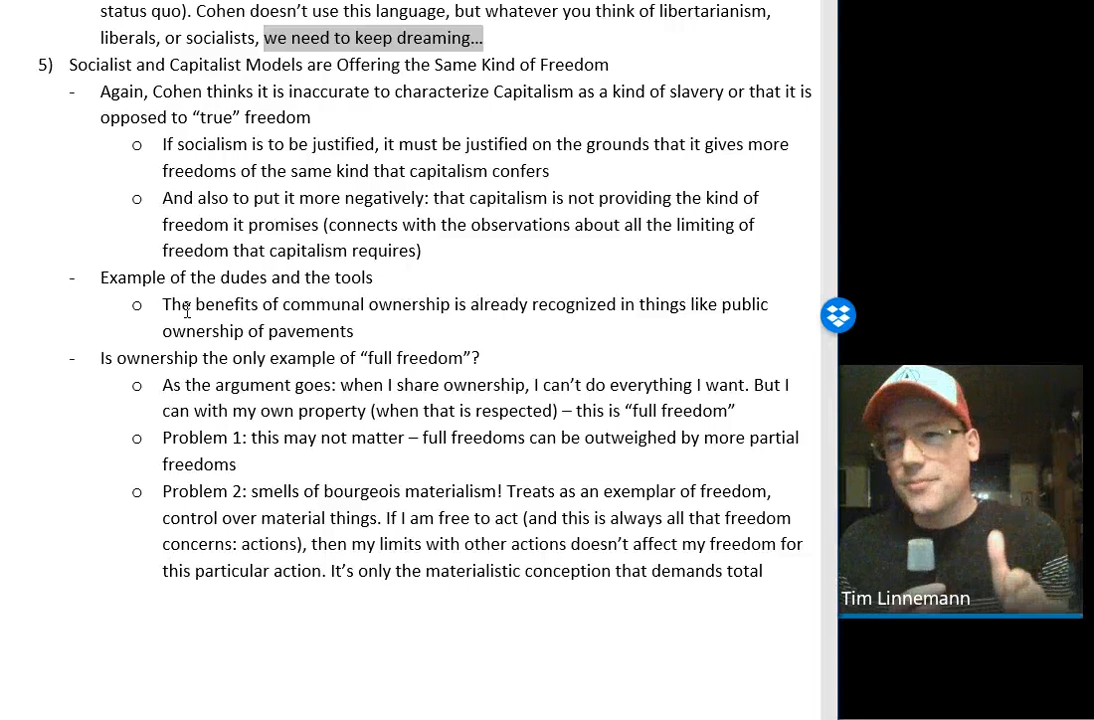 status quo). Cohen doesn’t use this language, but whatever you think of libertarianism,
liberals, or socialists, we need to keep dreaming…
5) Socialist and Capitalist Models are Offering the Same Kind of Freedom
- Again, Cohen thinks it is inaccurate to characterize Capitalism as a kind of slavery or that it is
opposed to “true” freedom
o If socialism is to be justified, it must be justified on the grounds that it gives more
freedoms of the same kind that capitalism confers
o And also to put it more negatively: that capitalism is not providing the kind of
freedom it promises (connects with the observations about all the limiting of
freedom that capitalism requires)
- Example of the dudes and the tools
o The benefits of communal ownership is already recognized in things like public
ownership of pavements
- Is ownership the only example of “full freedom”?
o As the argument goes: when I share ownership, I can’t do everything I want. But I
can with my own property (when that is respected) – this is “full freedom”
o Problem 1: this may not matter – full freedoms can be outweighed by more partial
freedoms
o Problem 2: smells of bourgeois materialism! Treats as an exemplar of freedom,
control over material things. If I am free to act (and this is always all that freedom
concerns: actions), then my limits with other actions doesn’t affect my freedom for
this particular action. It’s only the materialistic conception that demands total
Tim Linnemann